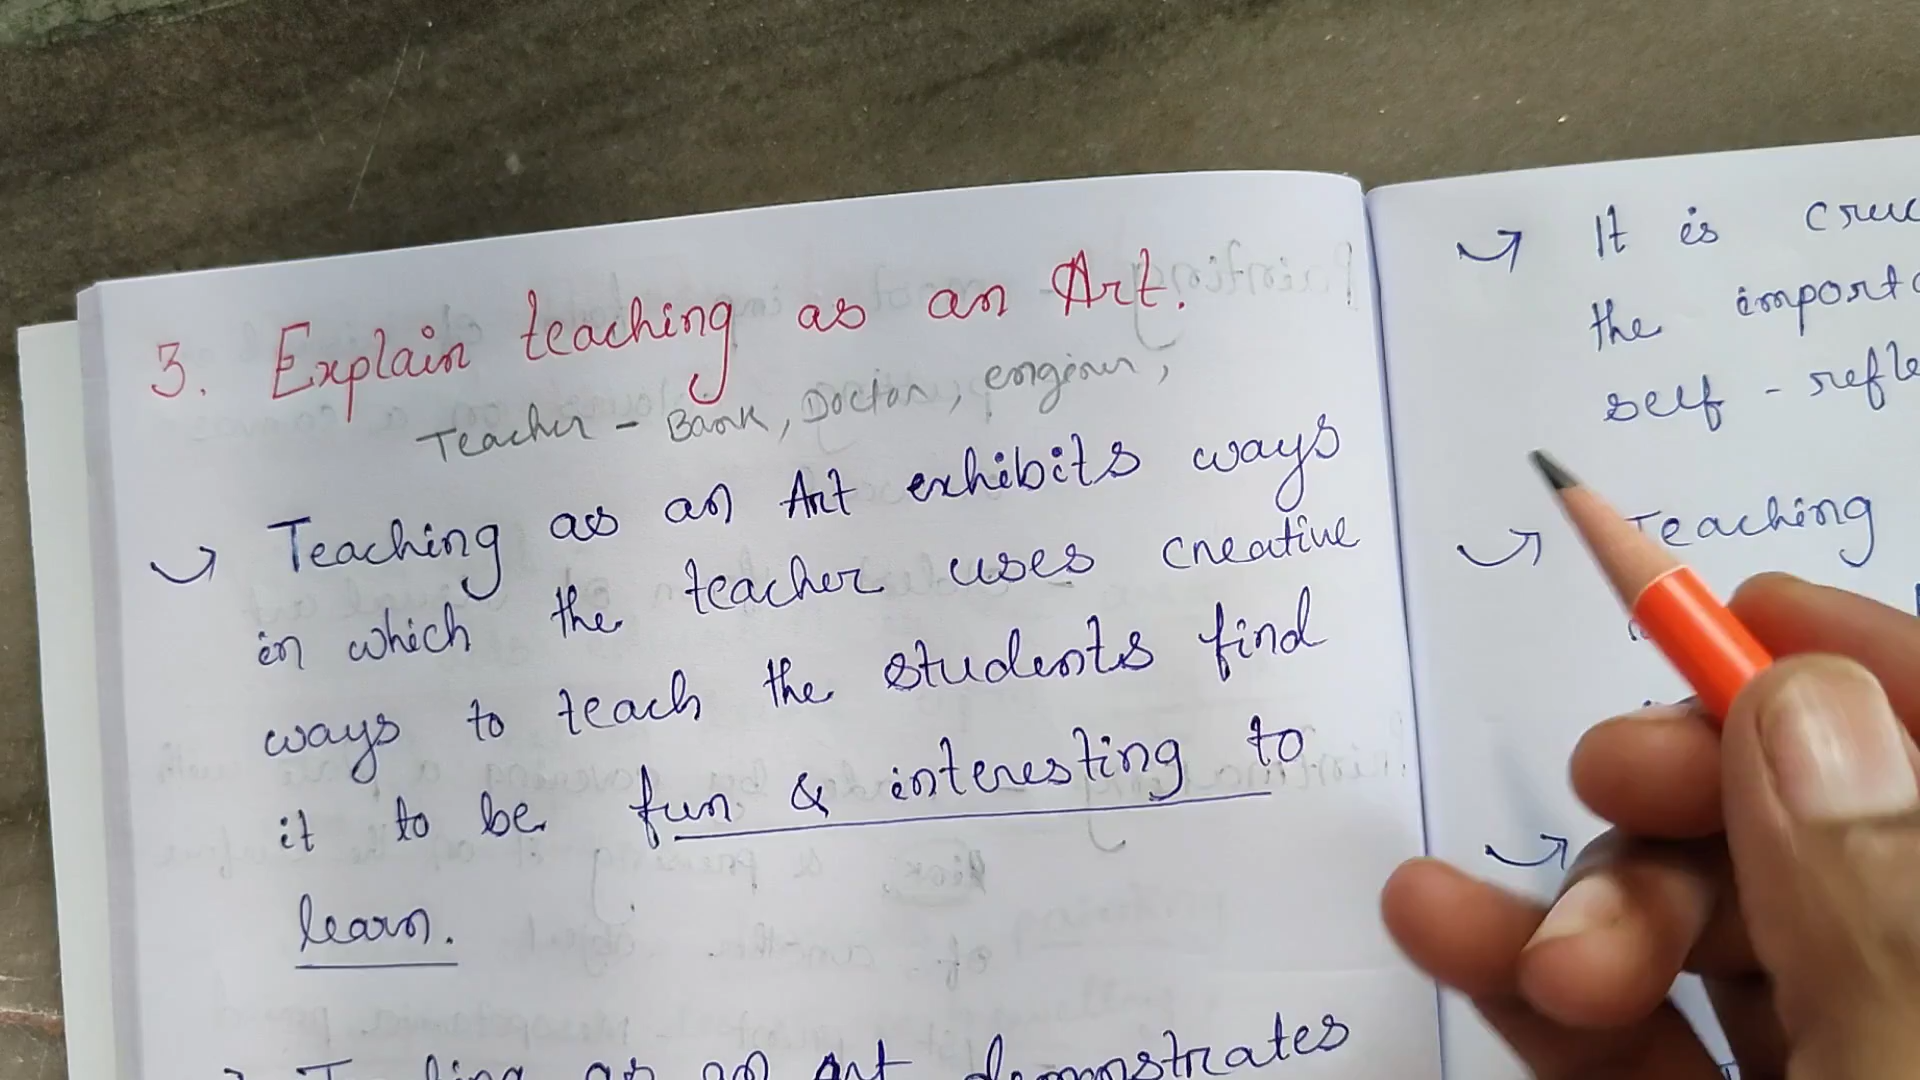 3. Explain teaching as an Art.
Teacher - Bank, Doctor, engineer,
→ Teaching as an Art exhibits ways
in which the teacher uses creative
ways to teach the students find
it to be fun & interesting to
learn.
as an Art demonstrates
→ It is
the
self -
→ Teaching
→